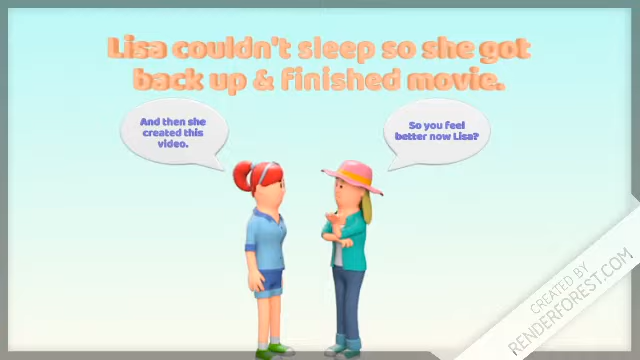 Lisa couldn't sleep so she got
back up & finished movie.
And then she
created this
video.
So you feel
better now Lisa?
CREATED BY
RENDERFOREST.COM